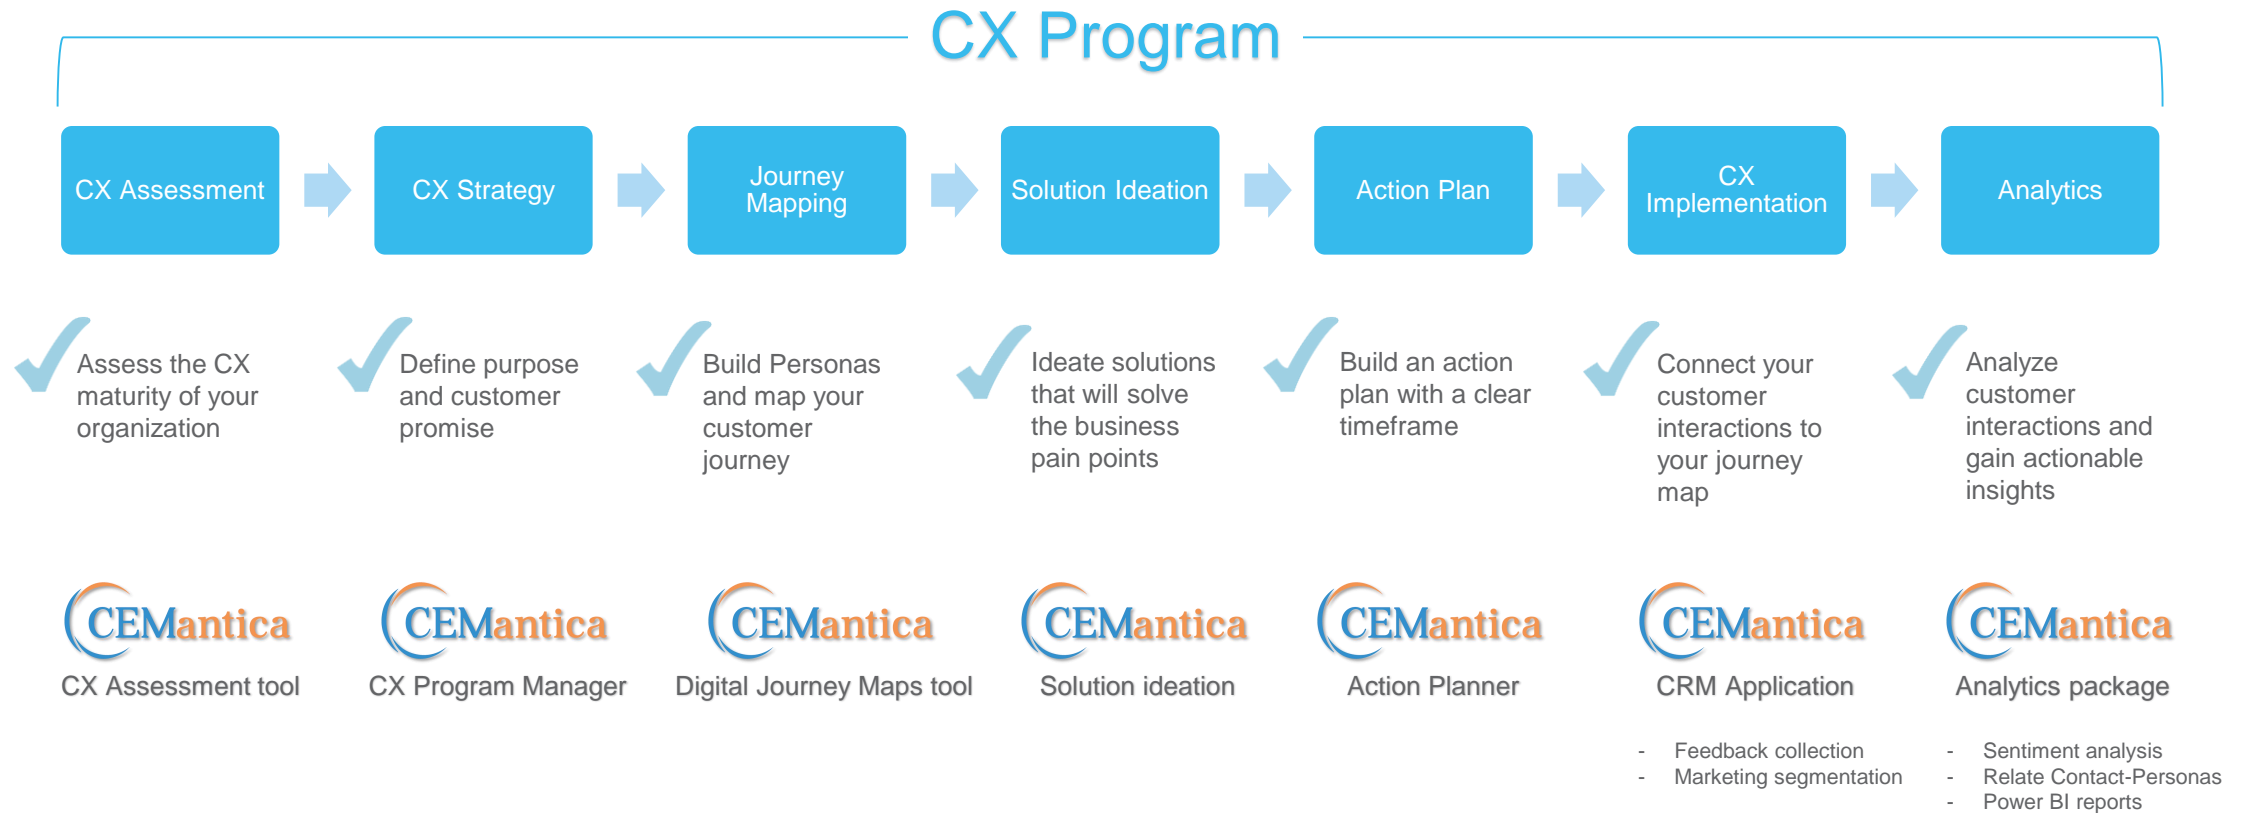 CX Program
CX Assessment
CX Strategy
Journey
Mapping
Solution Ideation
Action Plan
CX
Implementation
Analytics
Assess the CX
maturity of your
organization
Define purpose
and customer
promise
Build Personas
and map your
customer
journey
Ideate solutions
that will solve
the business
pain points
Build an action
plan with a clear
timeframe
Connect your
customer
interactions to
your journey
map
Analyze
customer
interactions and
gain actionable
insights
CEMantica
CX Assessment tool
CEMantica
CX Program Manager
CEMantica
Digital Journey Maps tool
CEMantica
Solution ideation
CEMantica
Action Planner
CEMantica
CRM Application
- Feedback collection
- Marketing segmentation
CEMantica
Analytics package
- Sentiment analysis
- Relate Contact-Personas
- Power BI reports